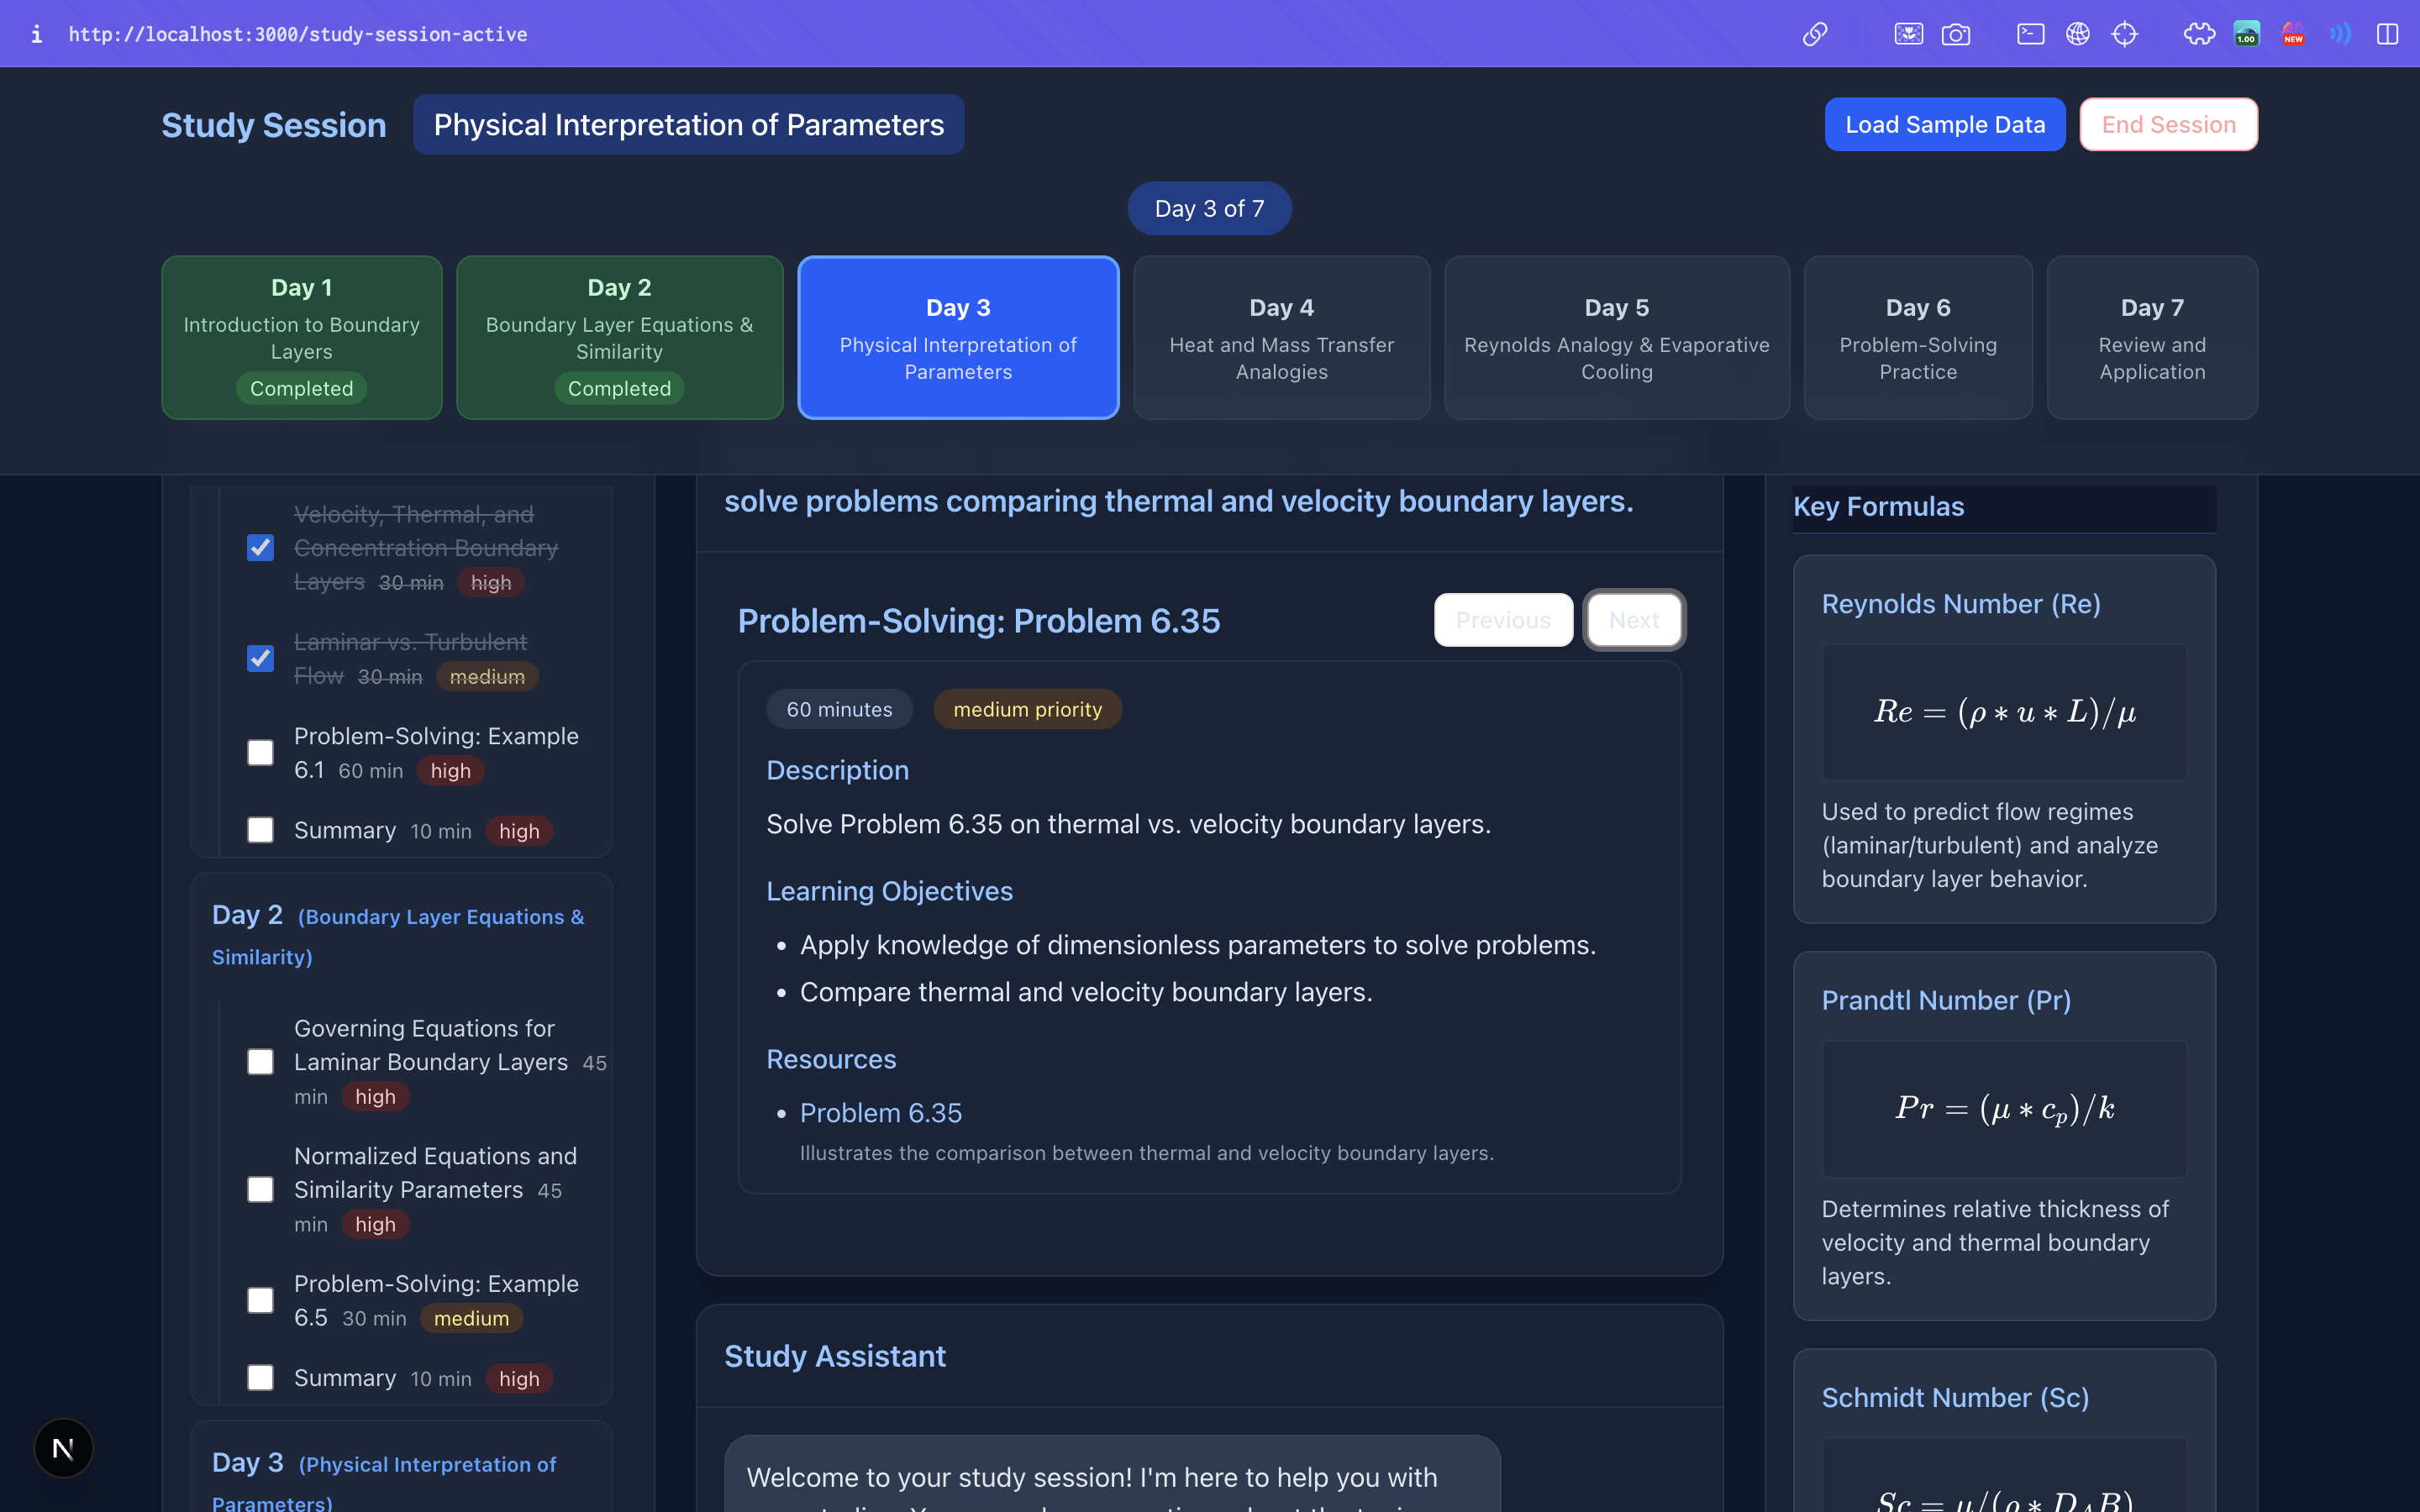 http://localhost:3000/study-session-active
1.00
NEW
Study Session
Physical Interpretation of Parameters
Load Sample Data
End Session
Day 3 of 7
Day 1
Introduction to Boundary
Layers
Completed
Day 2
Boundary Layer Equations &
Similarity
Completed
Day 3
Physical Interpretation of
Parameters
Day 4
Heat and Mass Transfer
Analogies
Day 5
Reynolds Analogy & Evaporative
Cooling
Day 6
Problem-Solving
Practice
Day 7
Review and
Application
Velocity, Thermal, and
Concentration Boundary
Layers 30 min high
Laminar vs. Turbulent
Flow 30 min medium
Problem-Solving: Example
6.1 60 min high
Summary 10 min high
Day 2 (Boundary Layer Equations &
Similarity)
Governing Equations for
Laminar Boundary Layers 45
min high
Normalized Equations and
Similarity Parameters 45
min high
Problem-Solving: Example
6.5 30 min medium
Summary 10 min high
Day 3 (Physical Interpretation of
Parameters)
solve problems comparing thermal and velocity boundary layers.
Problem-Solving: Problem 6.35
Previous
Next
60 minutes
medium priority
Description
Solve Problem 6.35 on thermal vs. velocity boundary layers.
Learning Objectives
• Apply knowledge of dimensionless parameters to solve problems.
• Compare thermal and velocity boundary layers.
Resources
• Problem 6.35
Illustrates the comparison between thermal and velocity boundary layers.
Study Assistant
Welcome to your study session! I'm here to help you with
Key Formulas
Reynolds Number (Re)
Re = (ρ * u * L)/μ
Used to predict flow regimes
(laminar/turbulent) and analyze
boundary layer behavior.
Prandtl Number (Pr)
Pr = (μ * c_p)/k
Determines relative thickness of
velocity and thermal boundary
layers.
Schmidt Number (Sc)
Sc = μ/(ρ * D_AB)
N